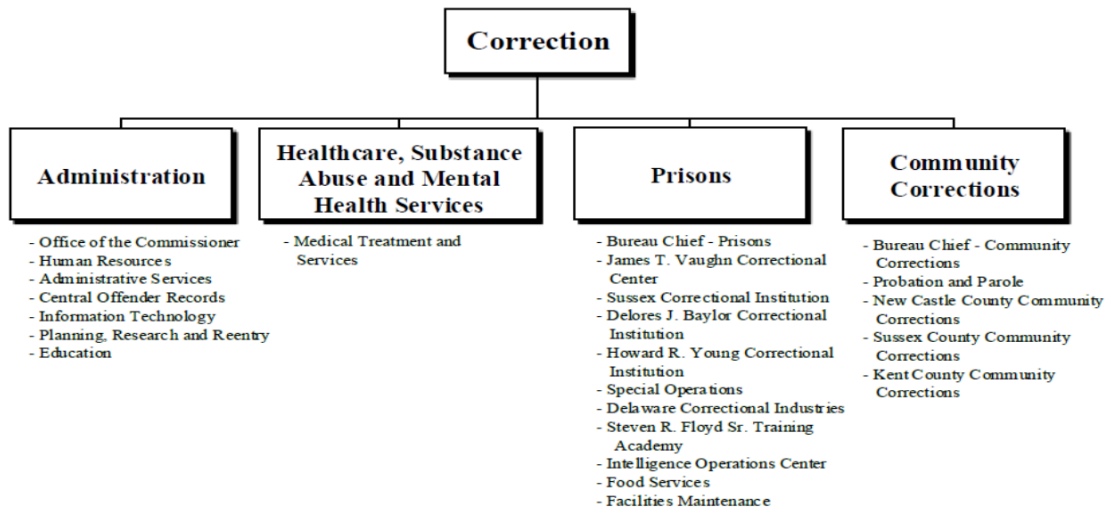 Correction
Administration
- Office of the Commissioner
- Human Resources
- Administrative Services
- Central Offender Records
- Information Technology
- Planning, Research and Reentry
- Education
Healthcare, Substance
Abuse and Mental
Health Services
- Medical Treatment and
Services
Prisons
- Bureau Chief - Prisons
- James T. Vaughn Correctional
Center
- Sussex Correctional Institution
- Delores J. Baylor Correctional
Institution
- Howard R. Young Correctional
Institution
- Special Operations
- Delaware Correctional Industries
- Steven R. Floyd Sr. Training
Academy
- Intelligence Operations Center
- Food Services
- Facilities Maintenance
Community
Corrections
- Bureau Chief - Community
Corrections
- Probation and Parole
- New Castle County Community
Corrections
- Sussex County Community
Corrections
- Kent County Community
Corrections